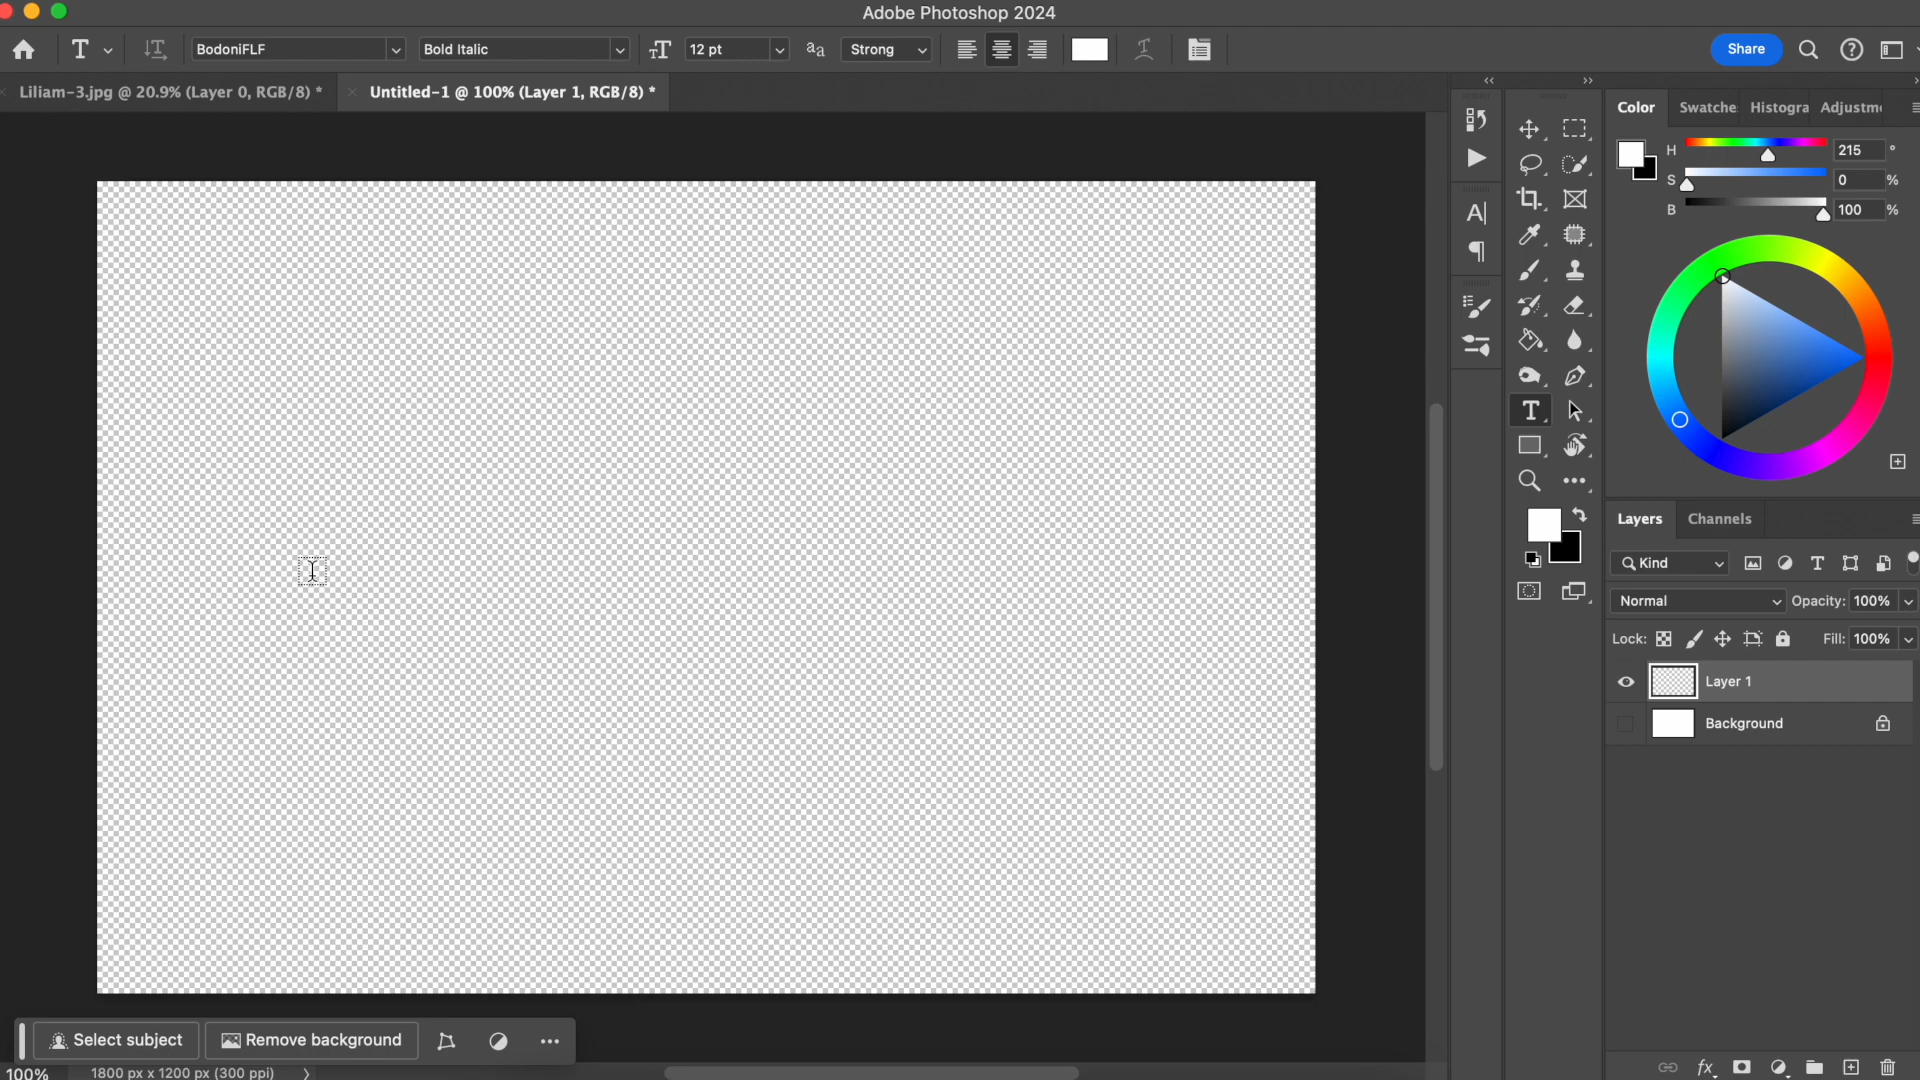 Adobe Photoshop 2024
T BodoniFLF Bold Italic 12 pt aa Strong Share
Liliam-3.jpg @ 20.9% (Layer 0, RGB/8) * Untitled-1 @ 100% (Layer 1, RGB/8) *
Color Swatche Histogra Adjustm
H 215 °
S 0 %
B 100 %
Layers Channels
Kind
Normal Opacity: 100%
Lock: Fill: 100%
Layer 1
Background
Select subject Remove background
100% 1800 px x 1200 px (300 ppi)
fx